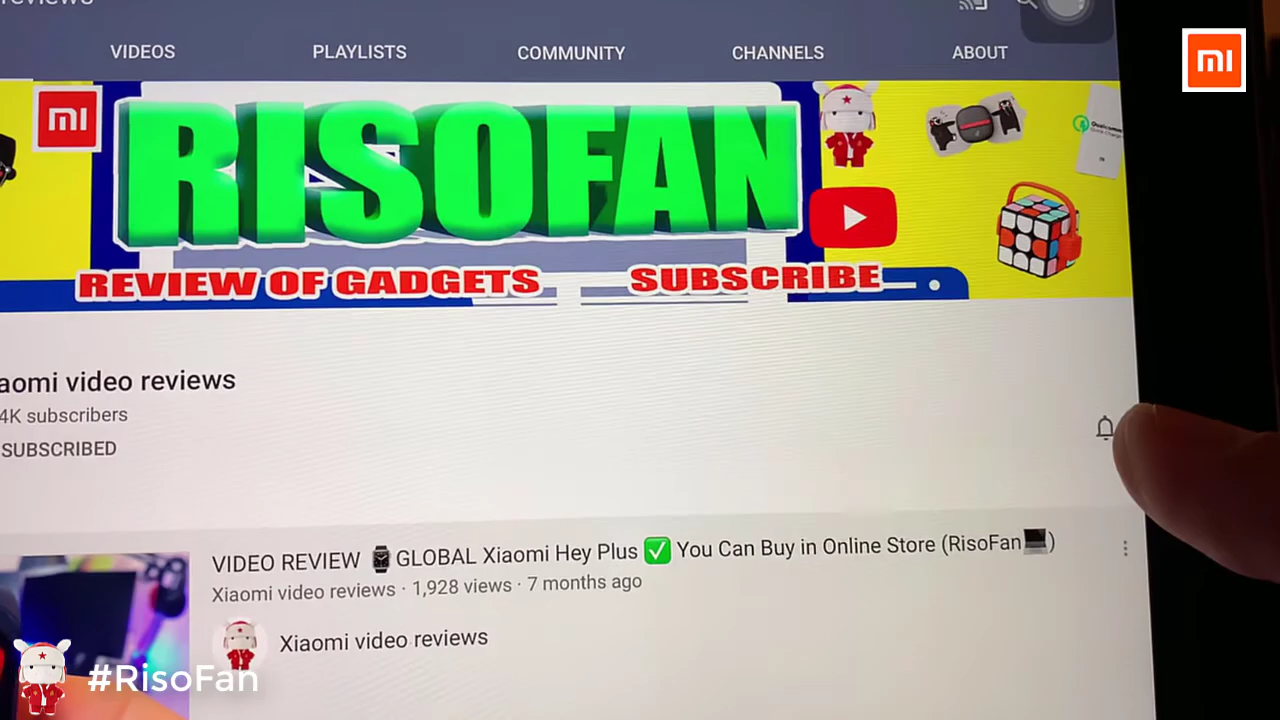 reviews
VIDEOS PLAYLISTS COMMUNITY CHANNELS ABOUT
mi
mi
RISOFAN
Qualcomm
REVIEW OF GADGETS SUBSCRIBE
aomi video reviews
4K subscribers
SUBSCRIBED
VIDEO REVIEW ⌚GLOBAL Xiaomi Hey Plus ✅ You Can Buy in Online Store (RisoFan💻)
Xiaomi video reviews · 1,928 views · 7 months ago
Xiaomi video reviews
#RisoFan